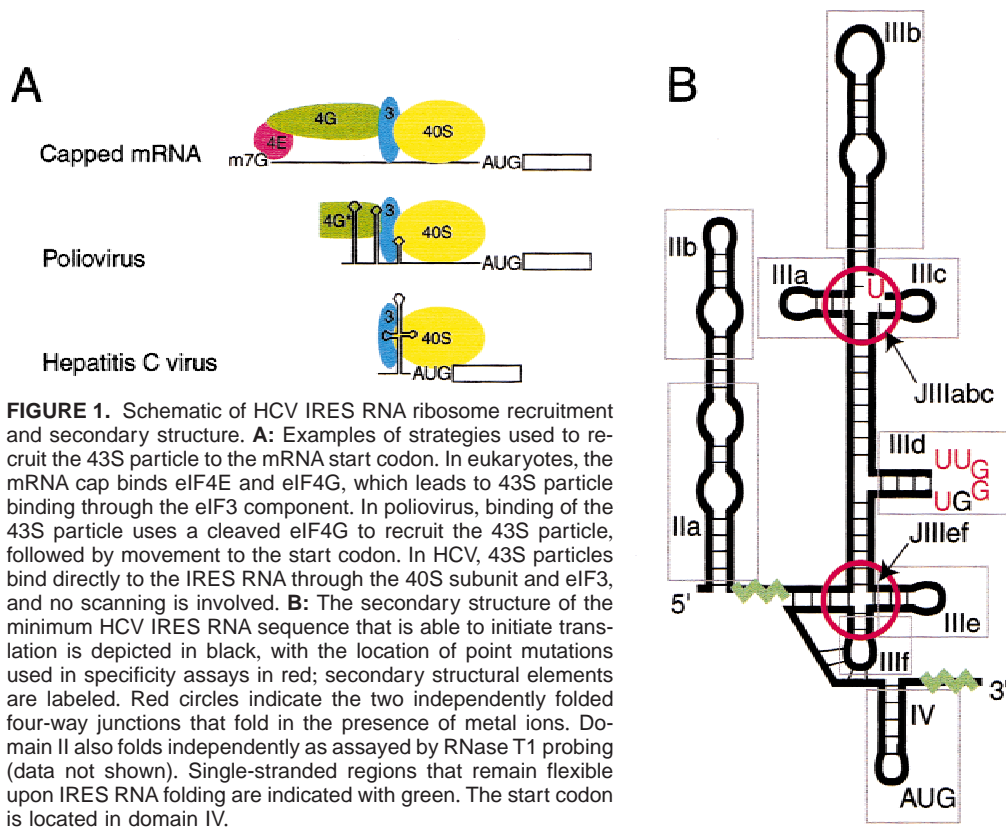 A
4G
3
40S
4E
Capped mRNA
m7G
AUG
4G*
3
40S
Poliovirus
AUG
3
40S
Hepatitis C virus
AUG
FIGURE 1. Schematic of HCV IRES RNA ribosome recruitment
and secondary structure. A: Examples of strategies used to re-
cruit the 43S particle to the mRNA start codon. In eukaryotes, the
mRNA cap binds eIF4E and eIF4G, which leads to 43S particle
binding through the eIF3 component. In poliovirus, binding of the
43S particle uses a cleaved eIF4G to recruit the 43S particle,
followed by movement to the start codon. In HCV, 43S particles
bind directly to the IRES RNA through the 40S subunit and eIF3,
and no scanning is involved. B: The secondary structure of the
minimum HCV IRES RNA sequence that is able to initiate trans-
lation is depicted in black, with the location of point mutations
used in specificity assays in red; secondary structural elements
are labeled. Red circles indicate the two independently folded
four-way junctions that fold in the presence of metal ions. Do-
main II also folds independently as assayed by RNase T1 probing
(data not shown). Single-stranded regions that remain flexible
upon IRES RNA folding are indicated with green. The start codon
is located in domain IV.
B
IIIb
IIb
IIIa
U
IIIc
JIIIabc
IIId
UUG
G
UGG
IIa
JIIIef
5'
IIIe
IIIf
3'
IV
AUG